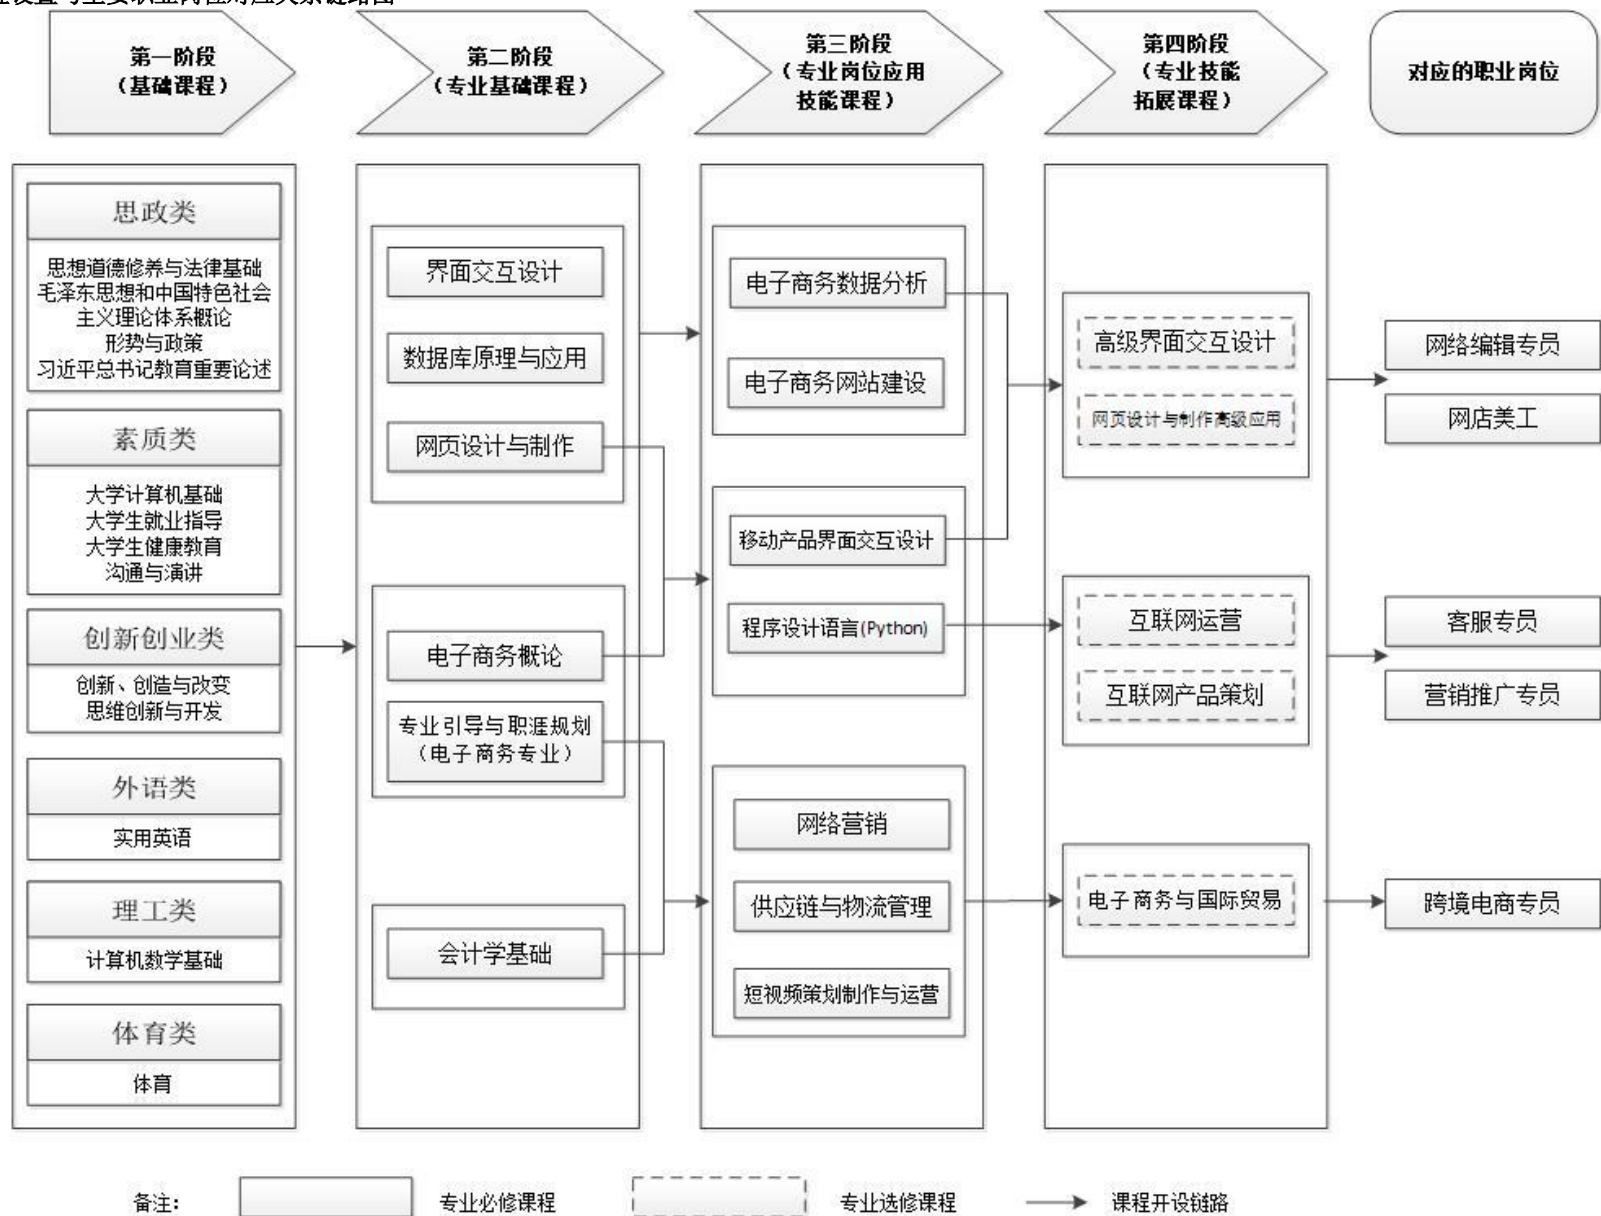 第一阶段
（基础课程）
第二阶段
（专业基础课程）
第三阶段
（专业岗位应用
技能课程）
第四阶段
（专业技能
拓展课程）
对应的职业岗位
思政类
思想道德修养与法律基础
毛泽东思想和中国特色社会
主义理论体系概论
形势与政策
习近平总书记教育重要论述
素质类
大学计算机基础
大学生就业指导
大学生健康教育
沟通与演讲
创新创业类
创新、创造与改变
思维创新与开发
外语类
实用英语
理工类
计算机数学基础
体育类
体育
界面交互设计
数据库原理与应用
网页设计与制作
电子商务概论
专业引导与职涯规划
（电子商务专业）
会计学基础
电子商务数据分析
电子商务网站建设
移动产品界面交互设计
程序设计语言(Python)
网络营销
供应链与物流管理
短视频策划制作与运营
高级界面交互设计
网页设计与制作高级应用
互联网运营
互联网产品策划
电子商务与国际贸易
网络编辑专员
网店美工
客服专员
营销推广专员
跨境电商专员
备注：
专业必修课程
专业选修课程
课程开设链路